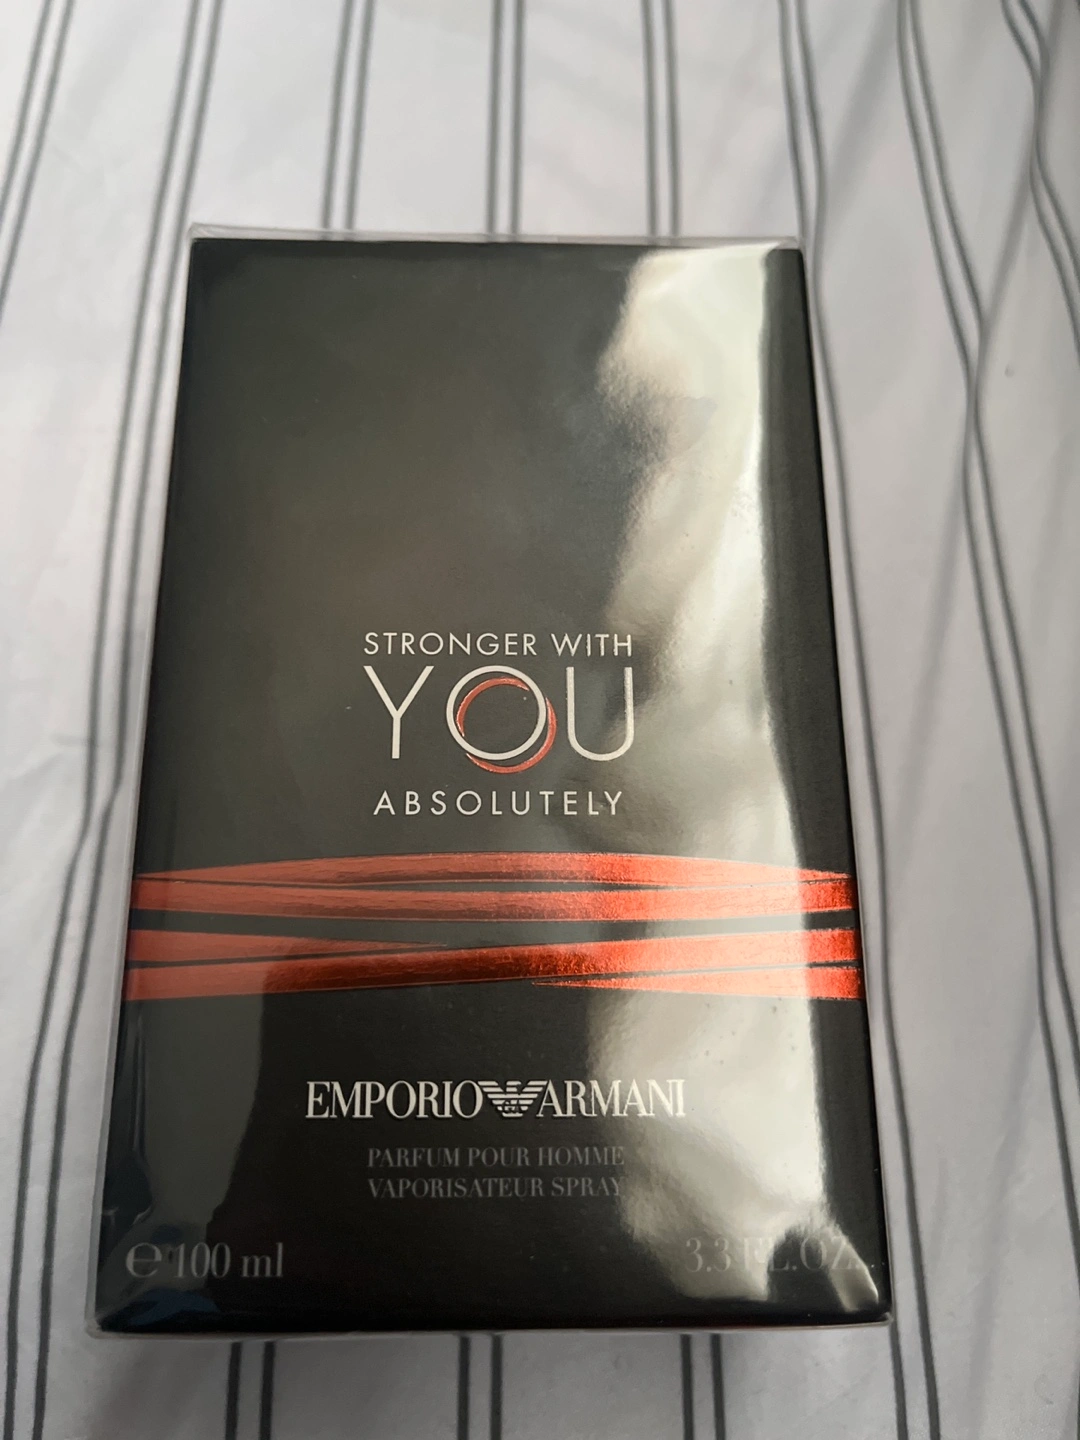 STRONGER WITH
YOU
ABSOLUTELY
EMPORIO ARMANI
PARFUM POUR HOMME
VAPORISATEUR SPRAY
℮ 100 ml
3.3 FL.OZ.